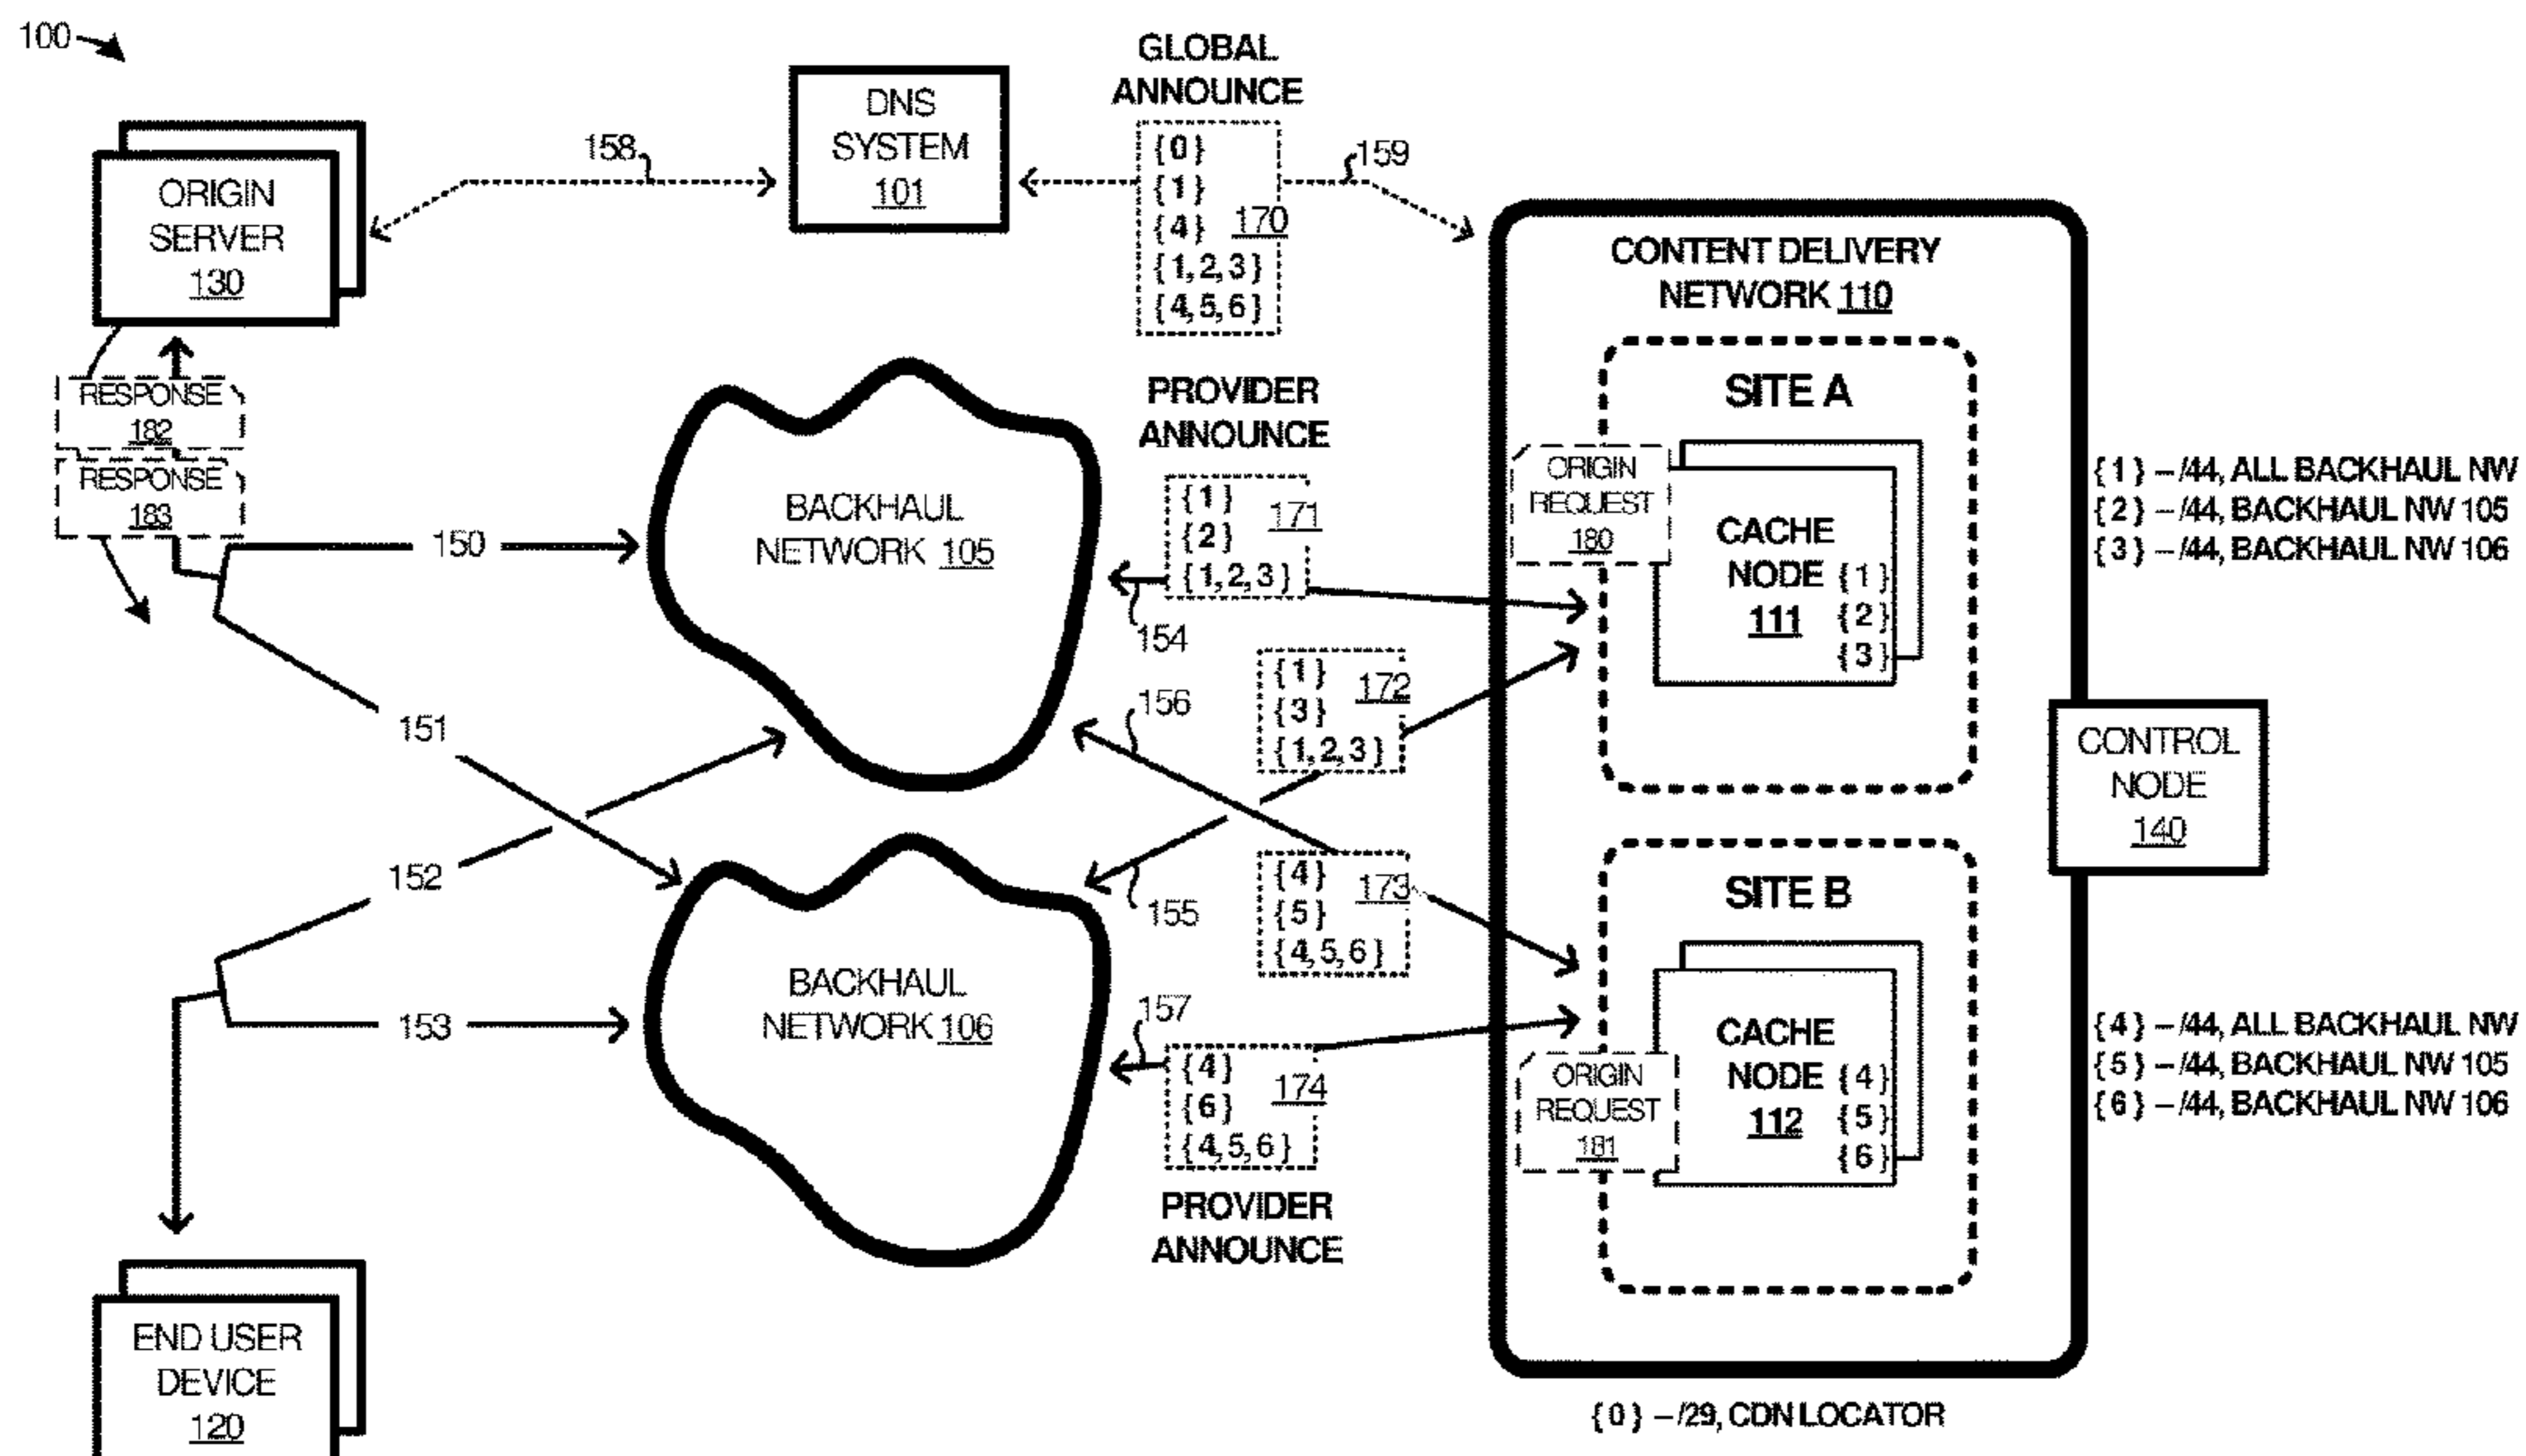 100
GLOBAL
ANNOUNCE
DNS
SYSTEM
101
158
159
{0}
{1}
{4}
{1,2,3}
{4,5,6}
170
ORIGIN
SERVER
130
RESPONSE
182
RESPONSE
183
CONTENT DELIVERY
NETWORK 110
SITE A
PROVIDER
ANNOUNCE
{1}
{2}
{1,2,3}
171
ORIGIN
REQUEST
180
CACHE
NODE
111
{1}
{2}
{3}
{1} – /44, ALL BACKHAUL NW
{2} – /44, BACKHAUL NW 105
{3} – /44, BACKHAUL NW 106
BACKHAUL
NETWORK 105
150
154
{1}
{3}
{1,2,3}
172
156
151
CONTROL
NODE
140
152
155
{4}
{5}
{4,5,6}
173
SITE B
BACKHAUL
NETWORK 106
153
157
{4}
{6}
{4,5,6}
174
ORIGIN
REQUEST
181
CACHE
NODE
112
{4}
{5}
{6}
{4} – /44, ALL BACKHAUL NW
{5} – /44, BACKHAUL NW 105
{6} – /44, BACKHAUL NW 106
PROVIDER
ANNOUNCE
END USER
DEVICE
120
{0} – /29, CDN LOCATOR